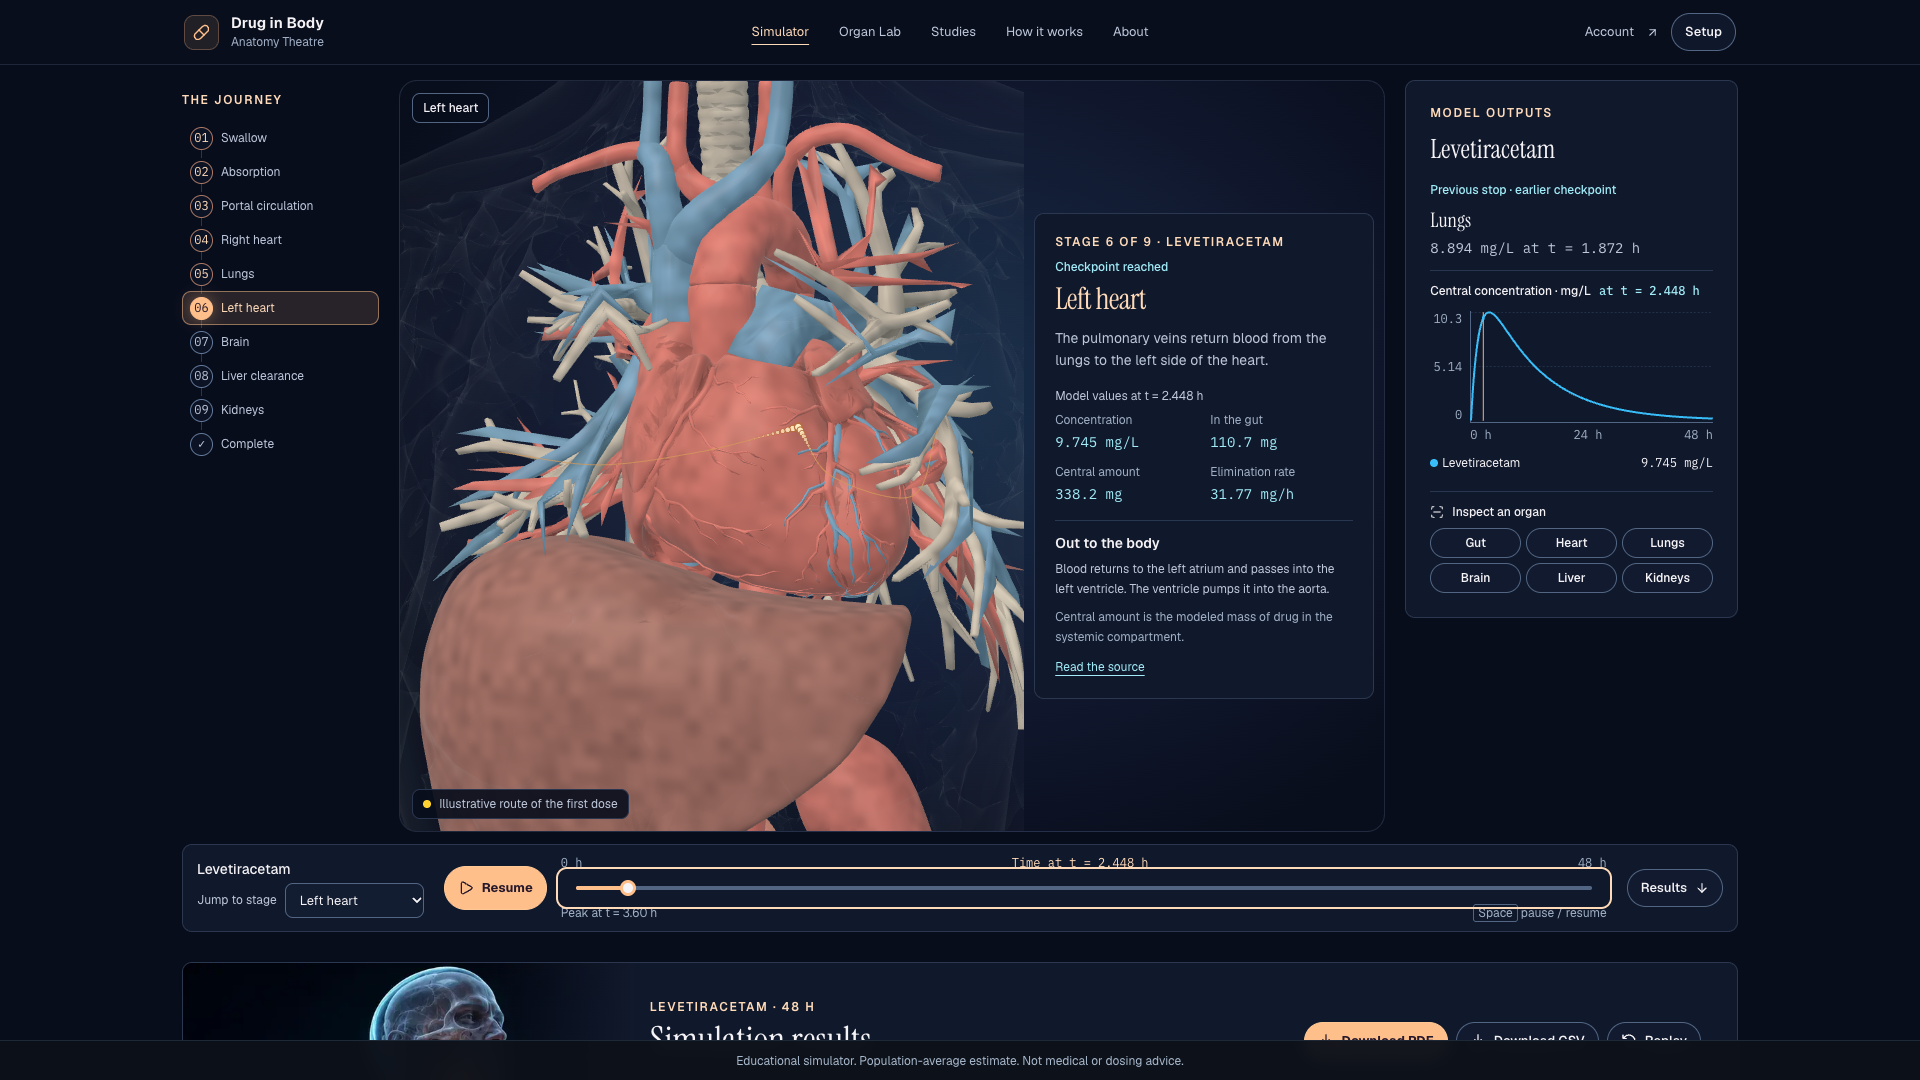 Drug in Body
Anatomy Theatre
Simulator
Organ Lab
Studies
How it works
About
Account
Setup
THE JOURNEY
01 Swallow
02 Absorption
03 Portal circulation
04 Right heart
05 Lungs
06 Left heart
07 Brain
08 Liver clearance
09 Kidneys
✓ Complete
Left heart
Illustrative route of the first dose
STAGE 6 OF 9 · LEVETIRACETAM
Checkpoint reached
Left heart
The pulmonary veins return blood from the
lungs to the left side of the heart.
Model values at t = 2.448 h
Concentration In the gut
9.745 mg/L 110.7 mg
Central amount Elimination rate
338.2 mg 31.77 mg/h
Out to the body
Blood returns to the left atrium and passes into the
left ventricle. The ventricle pumps it into the aorta.
Central amount is the modeled mass of drug in the
systemic compartment.
Read the source
MODEL OUTPUTS
Levetiracetam
Previous stop · earlier checkpoint
Lungs
8.894 mg/L at t = 1.872 h
Central concentration · mg/L at t = 2.448 h
10.3
5.14
0
0 h 24 h 48 h
Levetiracetam 9.745 mg/L
Inspect an organ
Gut Heart Lungs
Brain Liver Kidneys
Levetiracetam
Jump to stage Left heart
Resume
0 h Time at t = 2.448 h 48 h
Peak at t = 3.60 h Space pause / resume
Results
LEVETIRACETAM · 48 H
Simulation results
Download PDF Download CSV Replay
Educational simulator. Population-average estimate. Not medical or dosing advice.